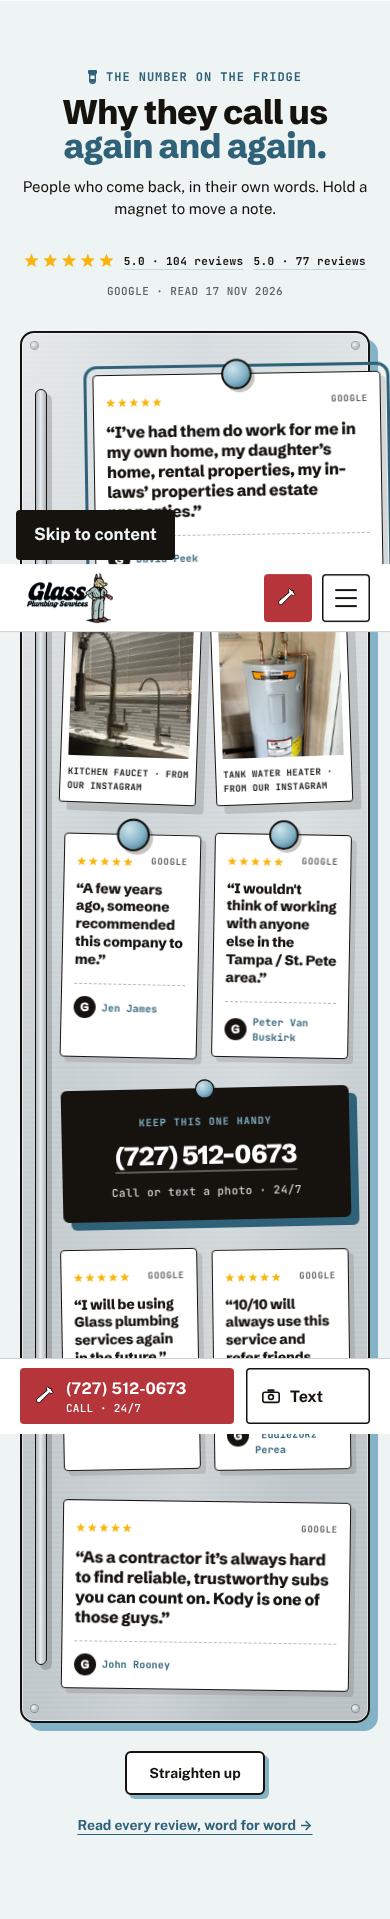 THE NUMBER ON THE FRIDGE
Why they call us
again and again.
People who come back, in their own words. Hold a
magnet to move a note.
5.0 · 104 reviews 5.0 · 77 reviews
GOOGLE · READ 17 NOV 2026
GOOGLE
“I’ve had them do work for me in
my own home, my daughter’s
home, rental properties, my in-
laws’ properties and estate
properties.”
Skip to content
G David Peek
Glass
Plumbing Services
KITCHEN FAUCET · FROM
OUR INSTAGRAM
TANK WATER HEATER ·
FROM OUR INSTAGRAM
GOOGLE
“A few years
ago, someone
recommended
this company to
me.”
G Jen James
GOOGLE
“I wouldn't
think of working
with anyone
else in the
Tampa / St. Pete
area.”
G Peter Van
Buskirk
KEEP THIS ONE HANDY
(727) 512-0673
Call or text a photo · 24/7
GOOGLE
“I will be using
Glass plumbing
services again
in the future.”
GOOGLE
“10/10 will
always use this
service and
refer friends
(727) 512-0673
CALL · 24/7
Text
G
Perea
GOOGLE
“As a contractor it’s always hard
to find reliable, trustworthy subs
you can count on. Kody is one of
those guys.”
G John Rooney
Straighten up
Read every review, word for word →